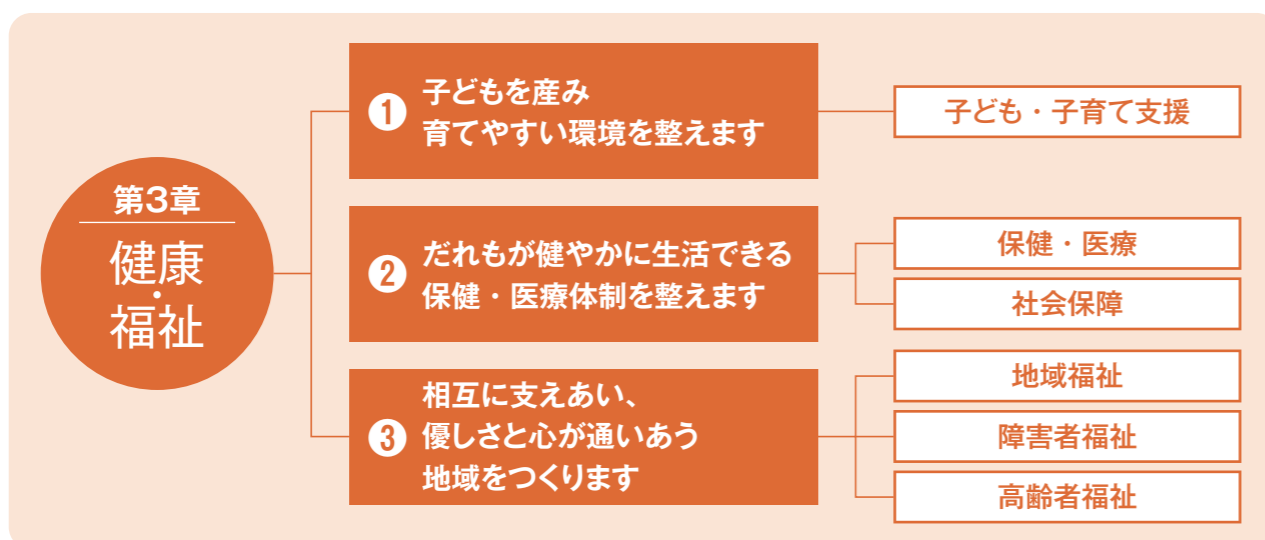 第3章
健康
・
福祉
❶ 子どもを産み
育てやすい環境を整えます
子ども・子育て支援
❷ だれもが健やかに生活できる
保健・医療体制を整えます
保健・医療
社会保障
❸ 相互に支えあい、
優しさと心が通いあう
地域をつくります
地域福祉
障害者福祉
高齢者福祉